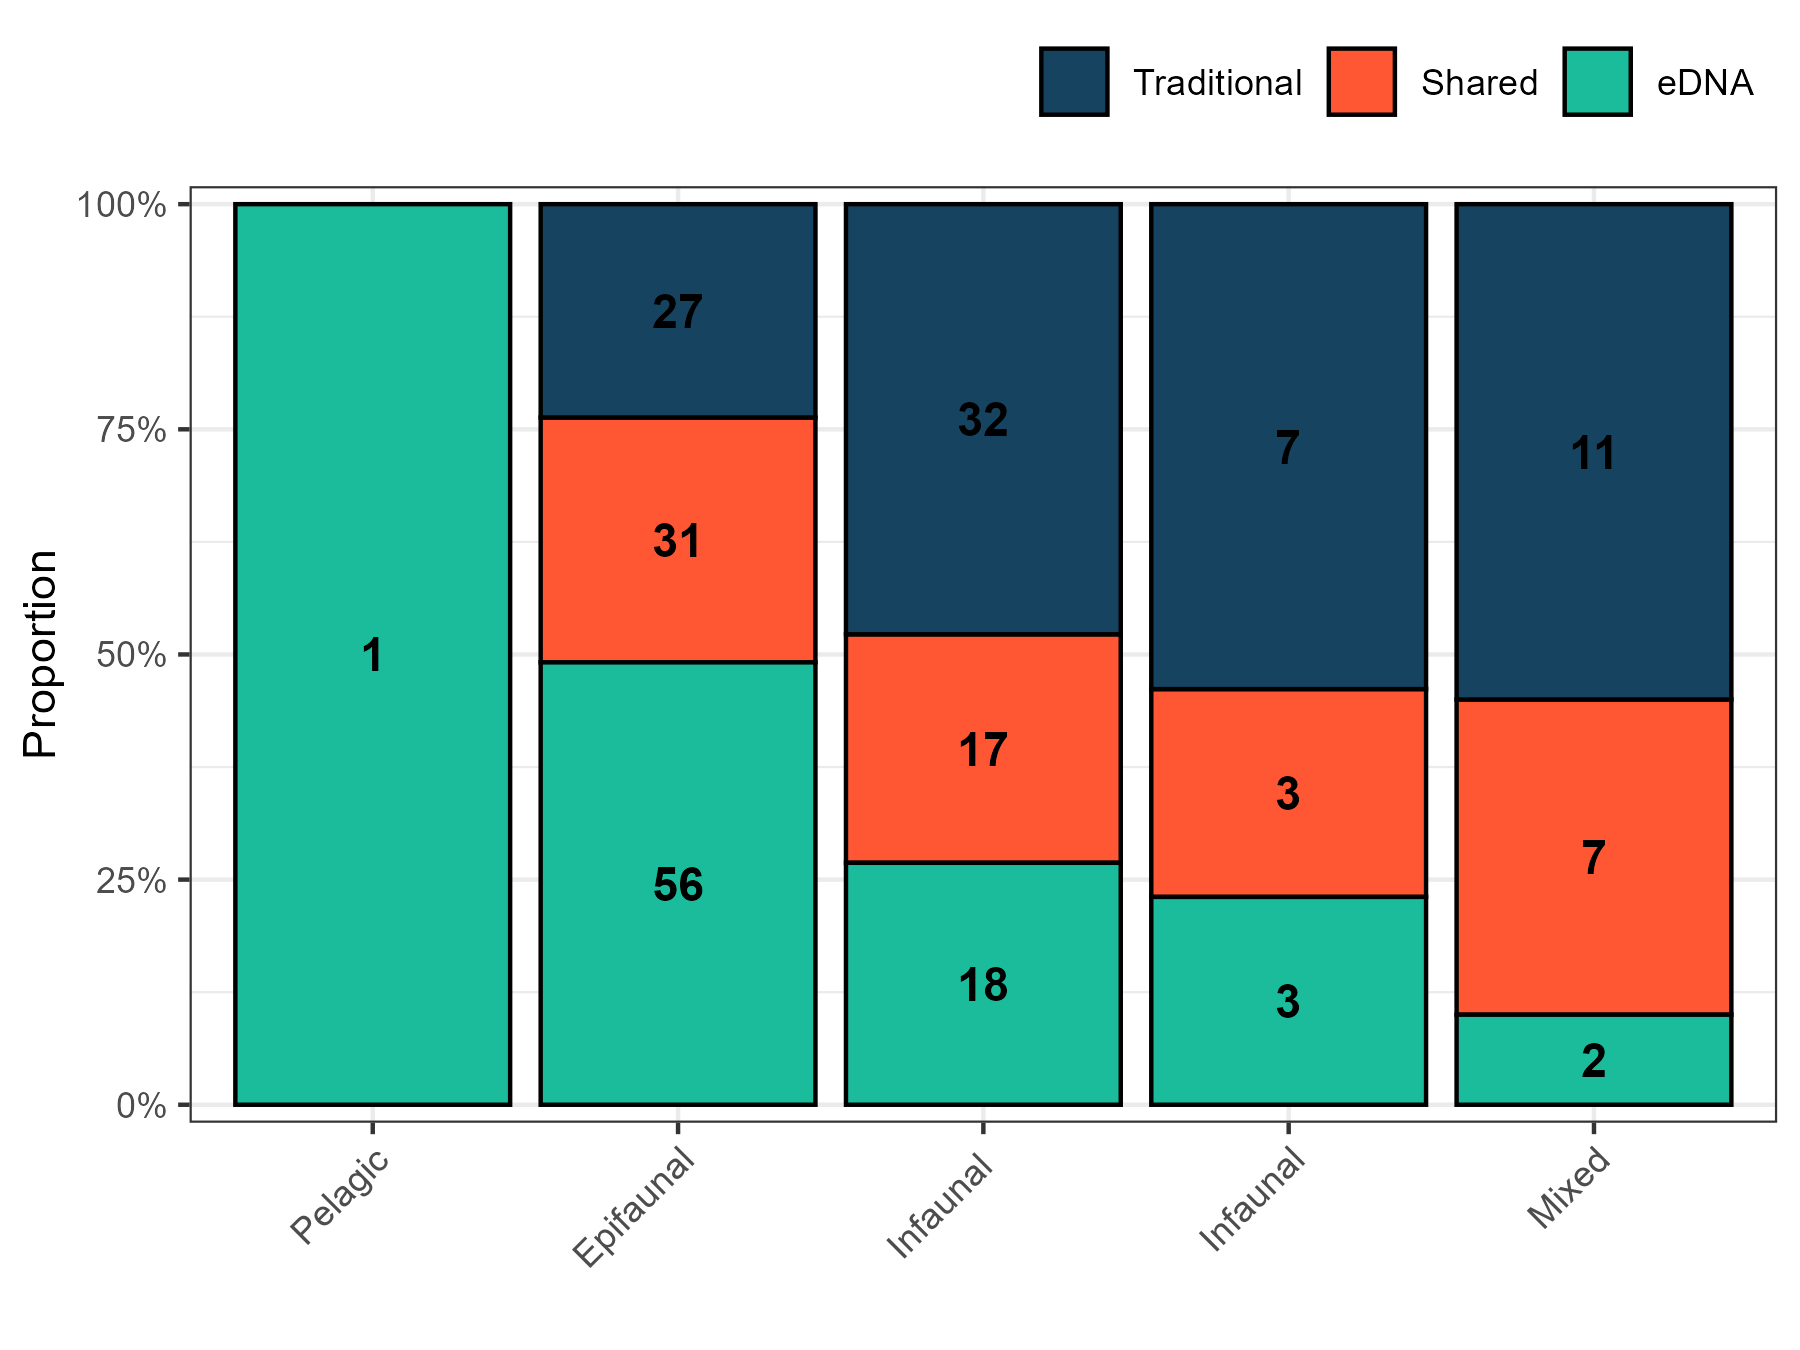 Traditional Shared eDNA
Proportion
100%
75%
50%
25%
0%
1
27
31
56
32
17
18
7
3
3
11
7
2
Pelagic
Epifaunal
Infaunal
Infaunal
Mixed